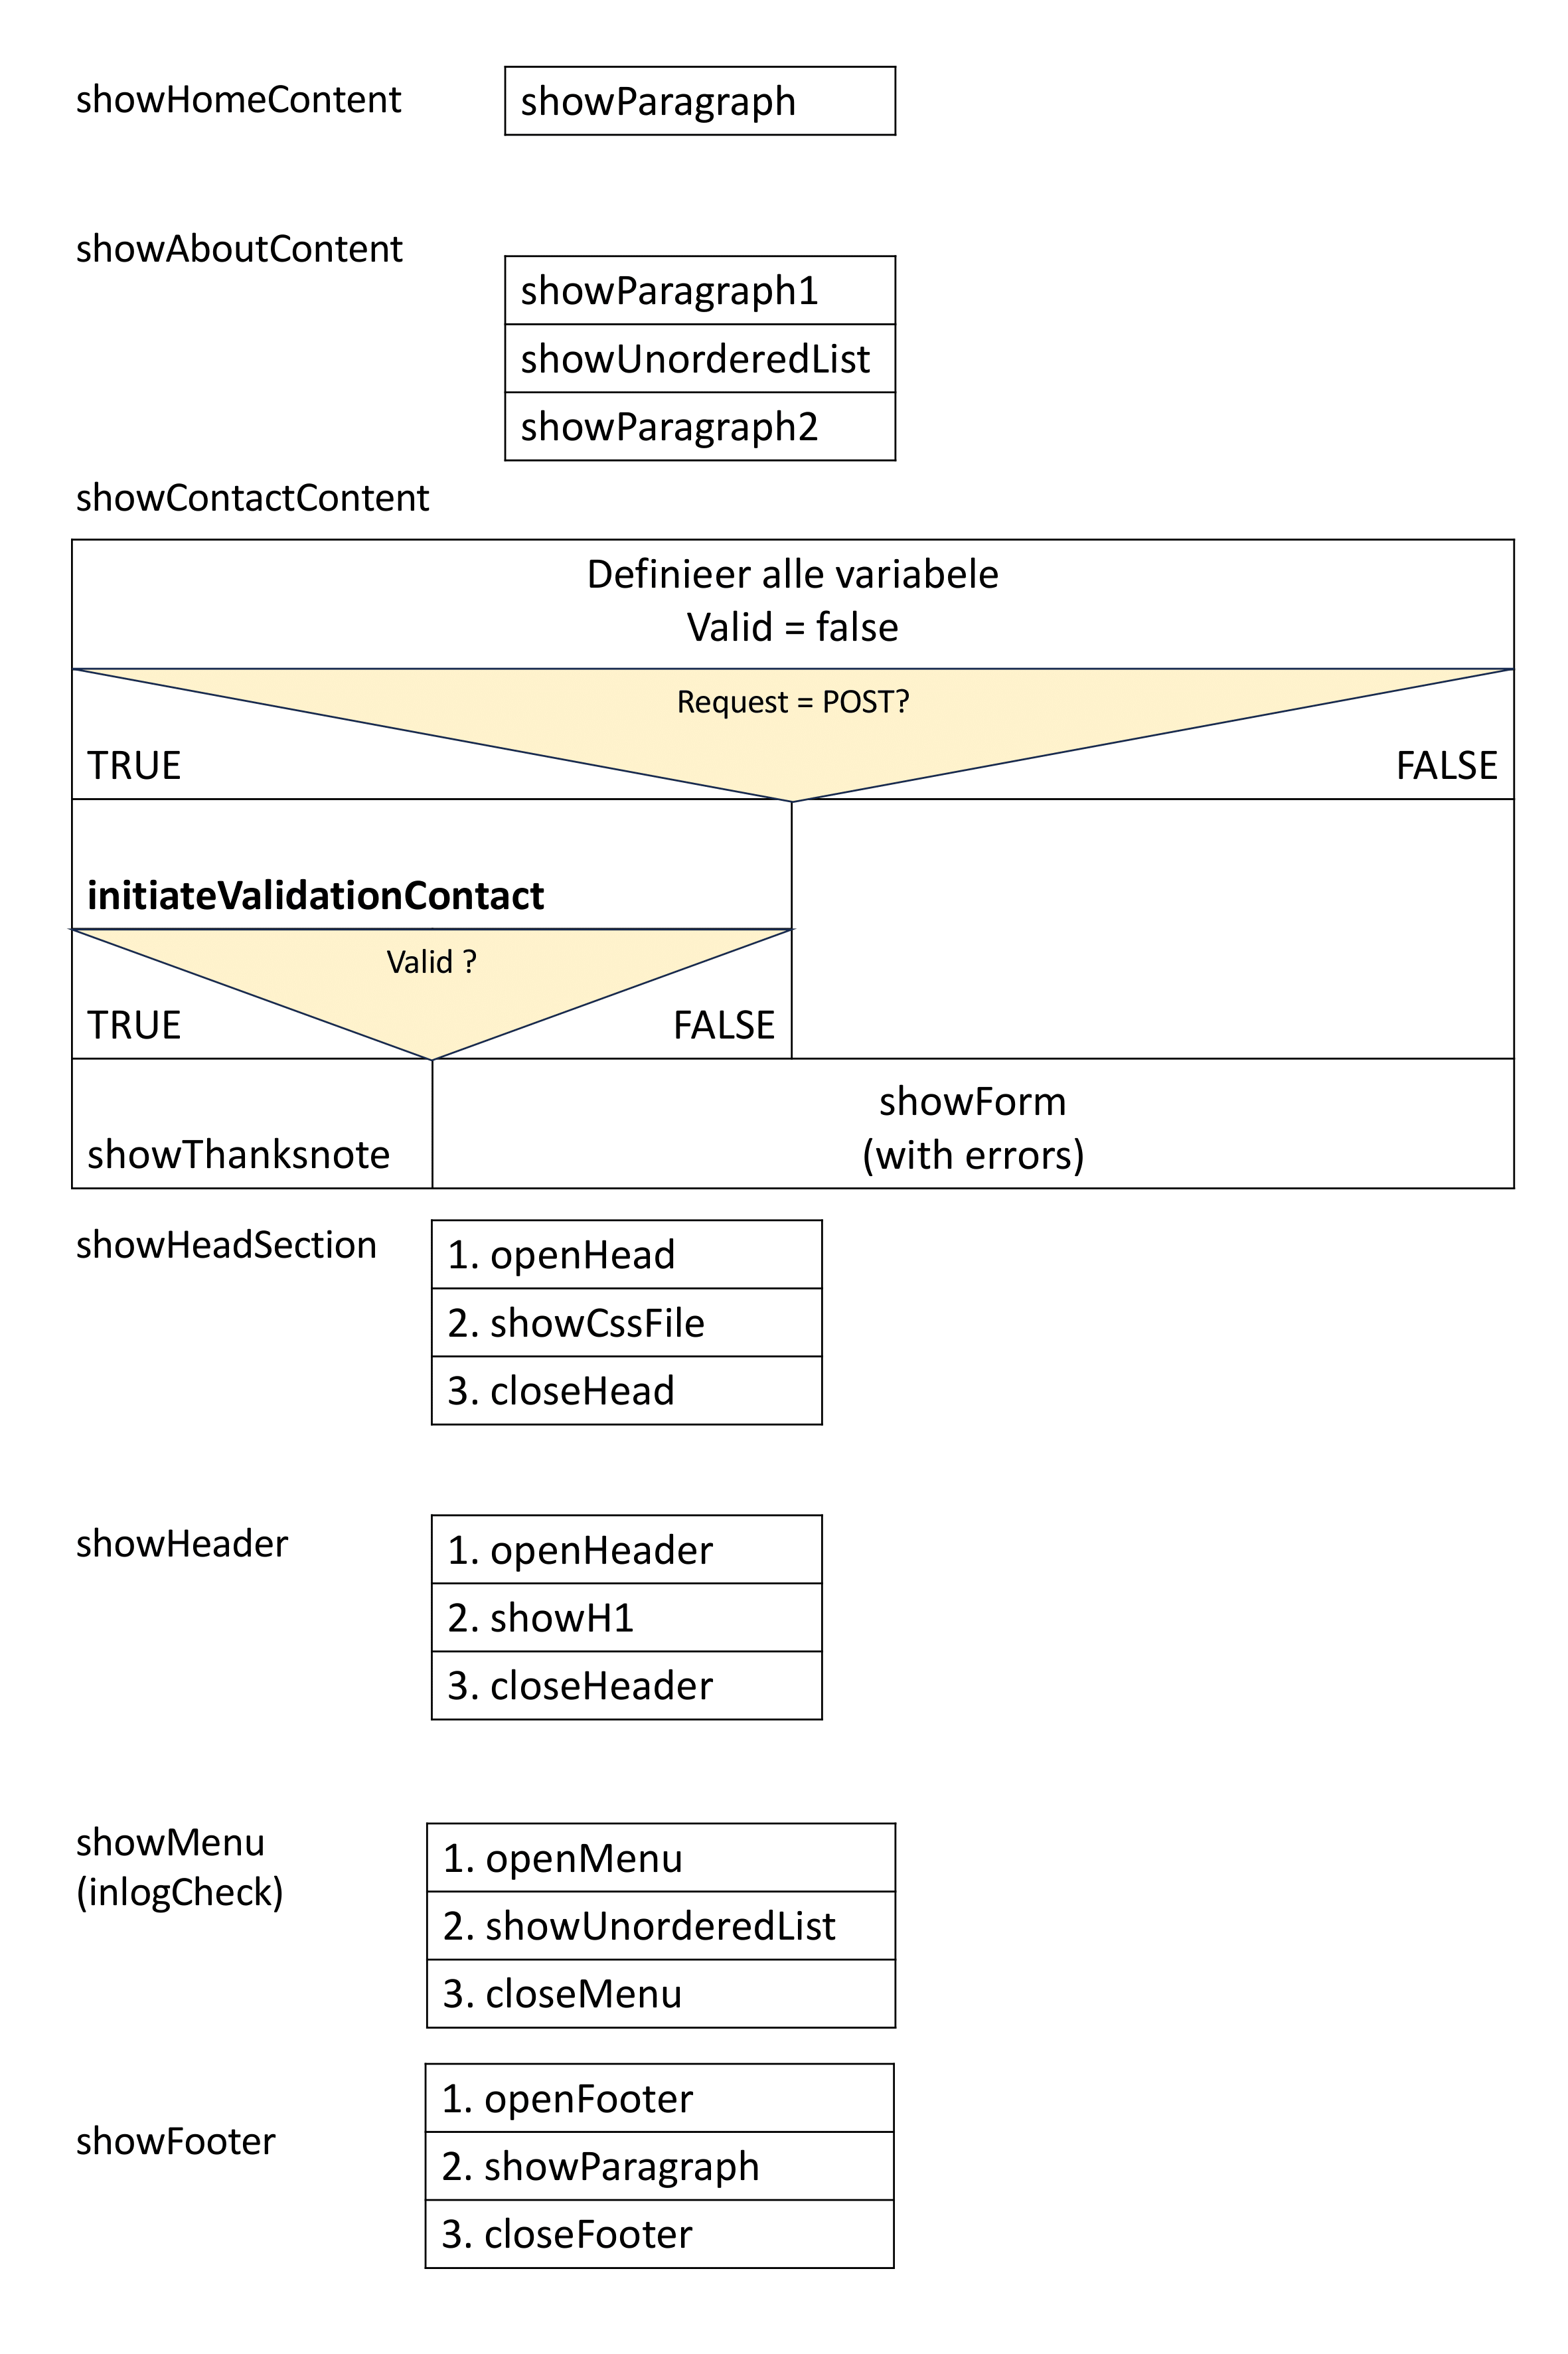 showHomeContent
showParagraph
showAboutContent
showParagraph1
showUnorderedList
showParagraph2
showContactContent
Definieer alle variabele
Valid = false
Request = POST?
TRUE
FALSE
initiateValidationContact
Valid ?
TRUE
FALSE
showThanksnote
showForm
(with errors)
showHeadSection
1. openHead
2. showCssFile
3. closeHead
showHeader
1. openHeader
2. showH1
3. closeHeader
showMenu
(inlogCheck)
1. openMenu
2. showUnorderedList
3. closeMenu
showFooter
1. openFooter
2. showParagraph
3. closeFooter